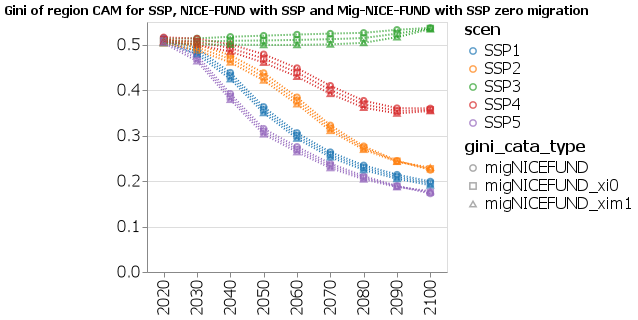 Gini of region CAM for SSP, NICE-FUND with SSP and Mig-NICE-FUND with SSP zero migration
scen
SSP1
SSP2
SSP3
SSP4
SSP5
gini_cata_type
migNICEFUND
migNICEFUND_xi0
migNICEFUND_xim1
0.5
0.4
0.3
0.2
0.1
0.0
2020
2030
2040
2050
2060
2070
2080
2090
2100